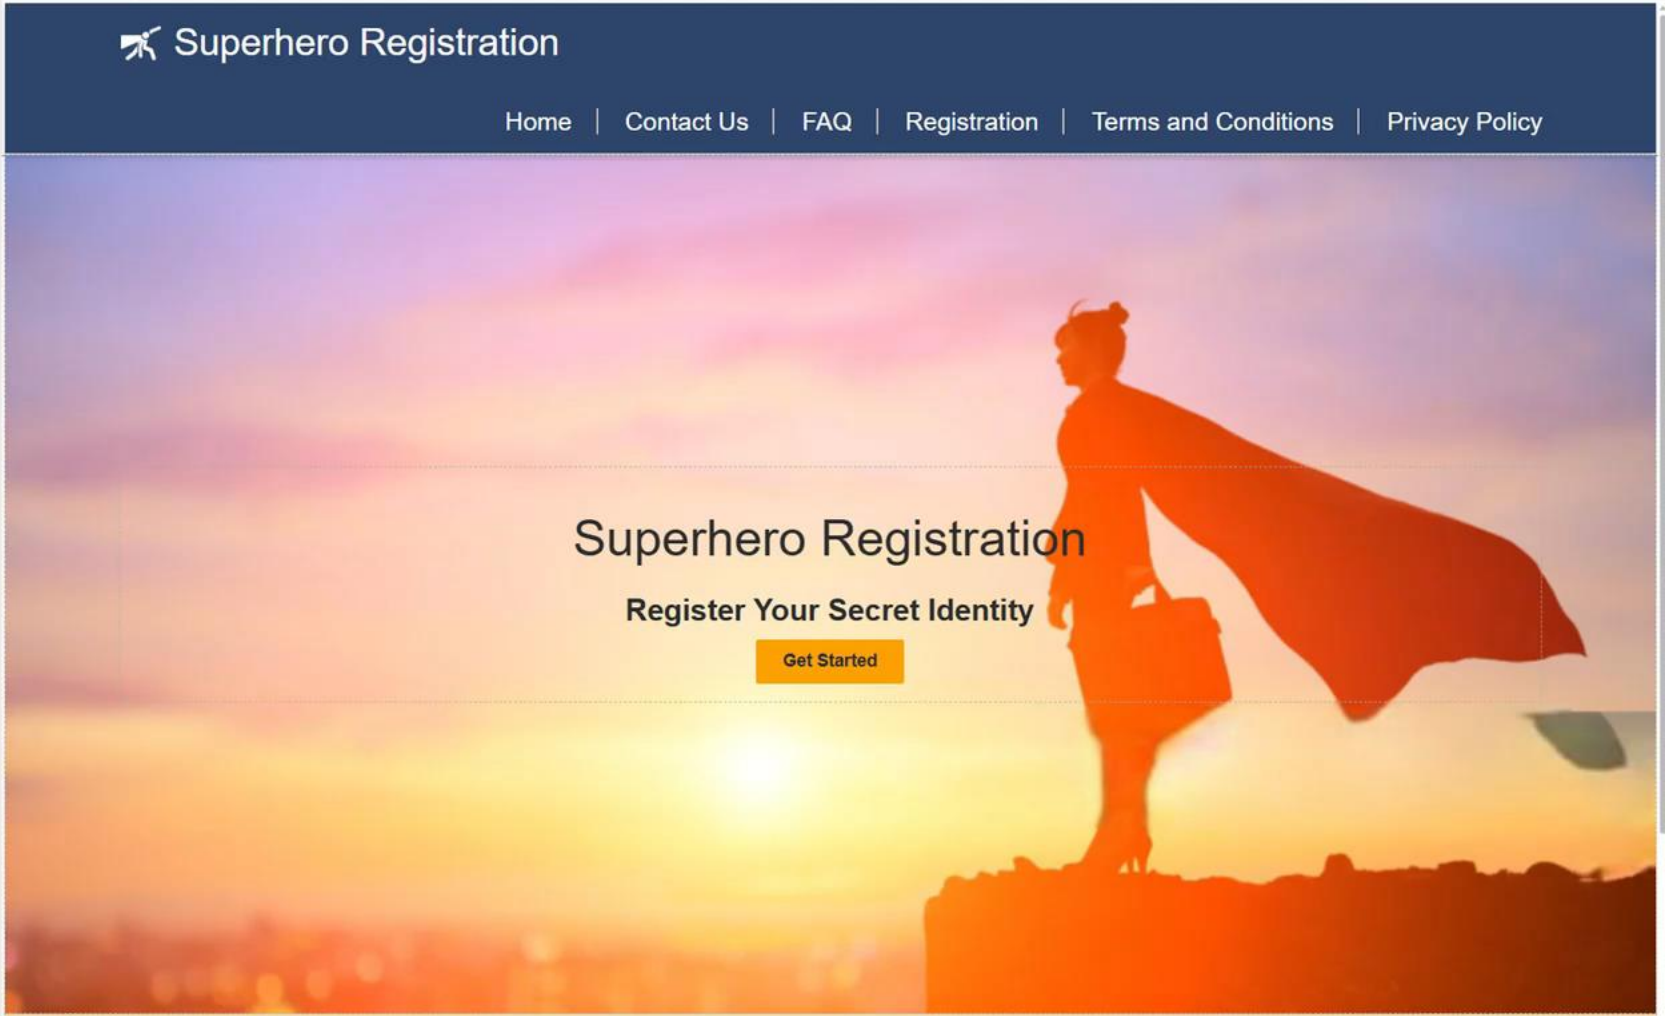 Superhero Registration
Home | Contact Us | FAQ | Registration | Terms and Conditions | Privacy Policy
Superhero Registration
Register Your Secret Identity
Get Started